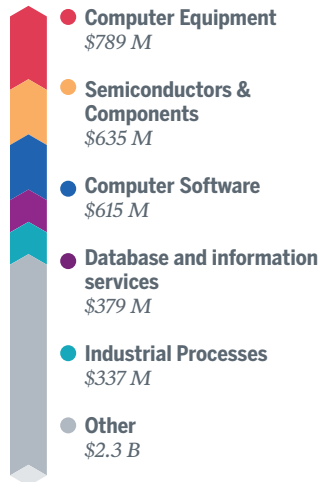 Computer Equipment
$789 M
Semiconductors &
Components
$635 M
Computer Software
$615 M
Database and information
services
$379 M
Industrial Processes
$337 M
Other
$2.3 B